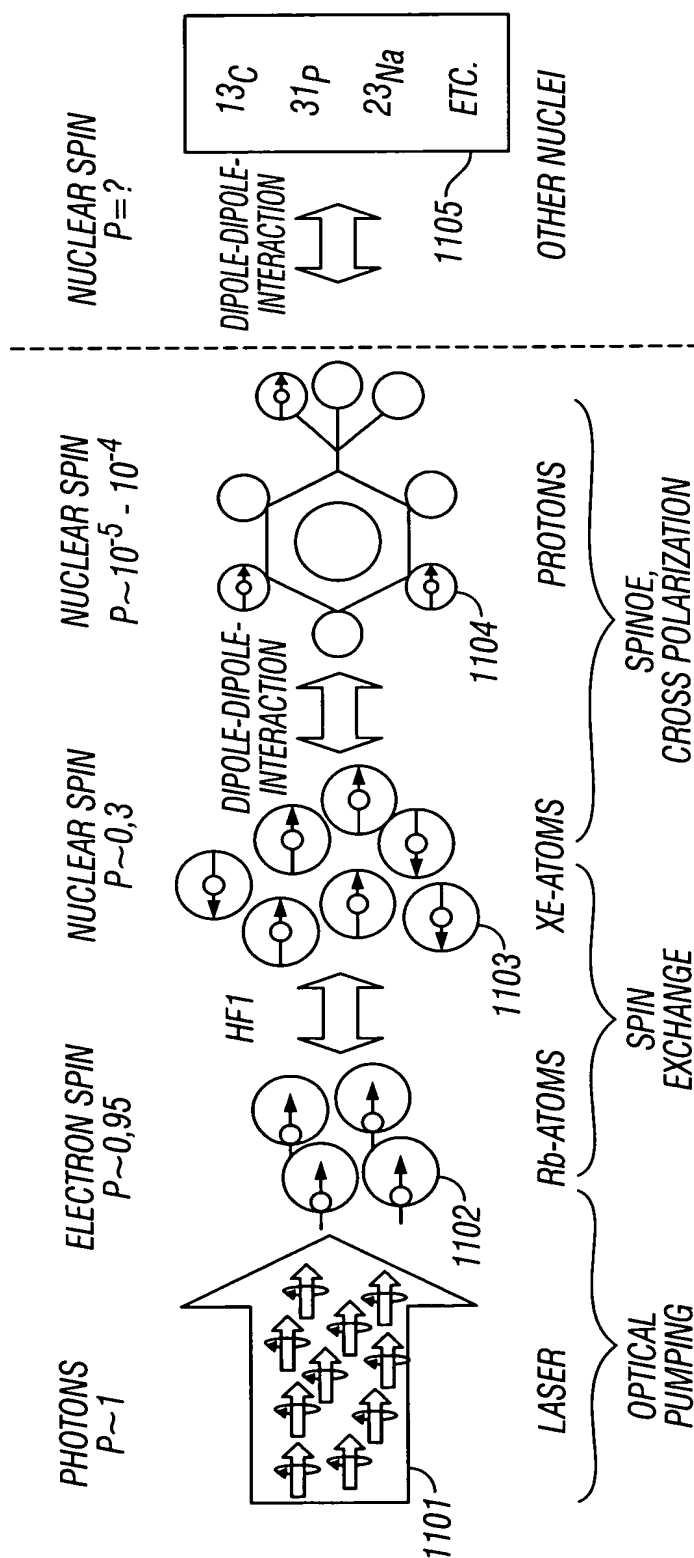 PHOTONS
P~1
ELECTRON SPIN
P~0,95
NUCLEAR SPIN
P~0,3
NUCLEAR SPIN
P~10⁻⁵ - 10⁻⁴
NUCLEAR SPIN
P=?
HF1
DIPOLE-DIPOLE-
INTERACTION
DIPOLE-DIPOLE-
INTERACTION
¹³C
³¹P
²³Na
ETC.
1101
1102
1103
1104
1105
LASER
Rb-ATOMS
XE-ATOMS
PROTONS
OTHER NUCLEI
OPTICAL
PUMPING
SPIN
EXCHANGE
SPINOE,
CROSS POLARIZATION